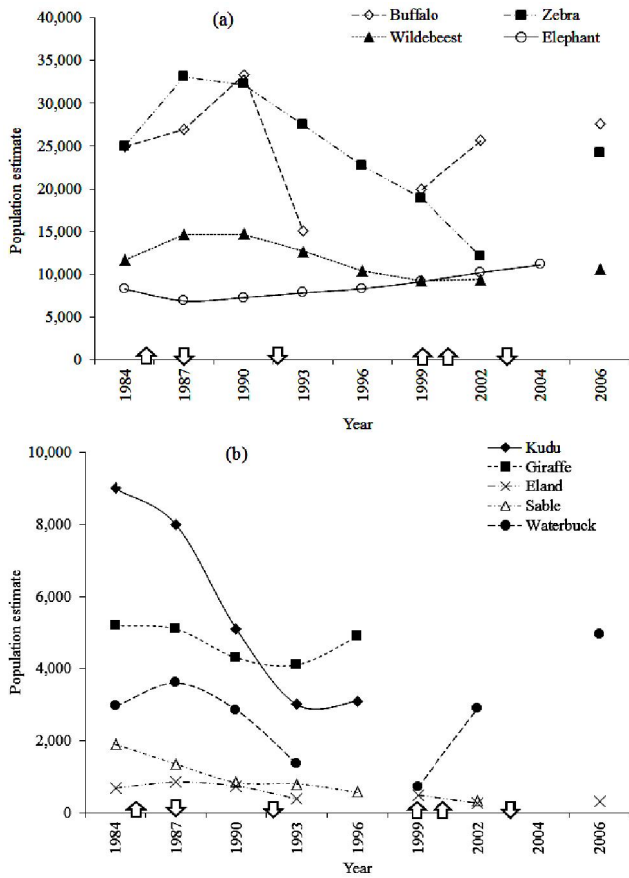 (a)
Buffalo
Zebra
Wildebeest
Elephant
40,000
35,000
30,000
25,000
20,000
15,000
10,000
5,000
0
Population estimate
1984
1987
1990
1993
1996
1999
2002
2004
2006
Year
(b)
Kudu
Giraffe
Eland
Sable
Waterbuck
10,000
8,000
6,000
4,000
2,000
0
Population estimate
1984
1987
1990
1993
1996
1999
2002
2004
2006
Year